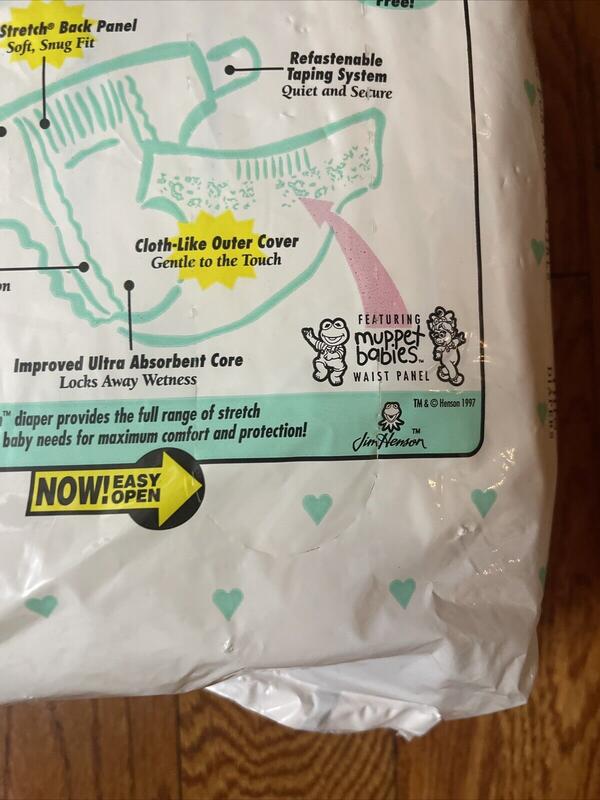 Free!
Stretch® Back Panel
Soft, Snug Fit
Refastenable
Taping System
Quiet and Secure
Cloth-Like Outer Cover
Gentle to the Touch
Improved Ultra Absorbent Core
Locks Away Wetness
FEATURING
muppet
babies™
WAIST PANEL
TM & © Henson 1997
™ diaper provides the full range of stretch
baby needs for maximum comfort and protection!
Jim Henson™
NOW! EASY
OPEN